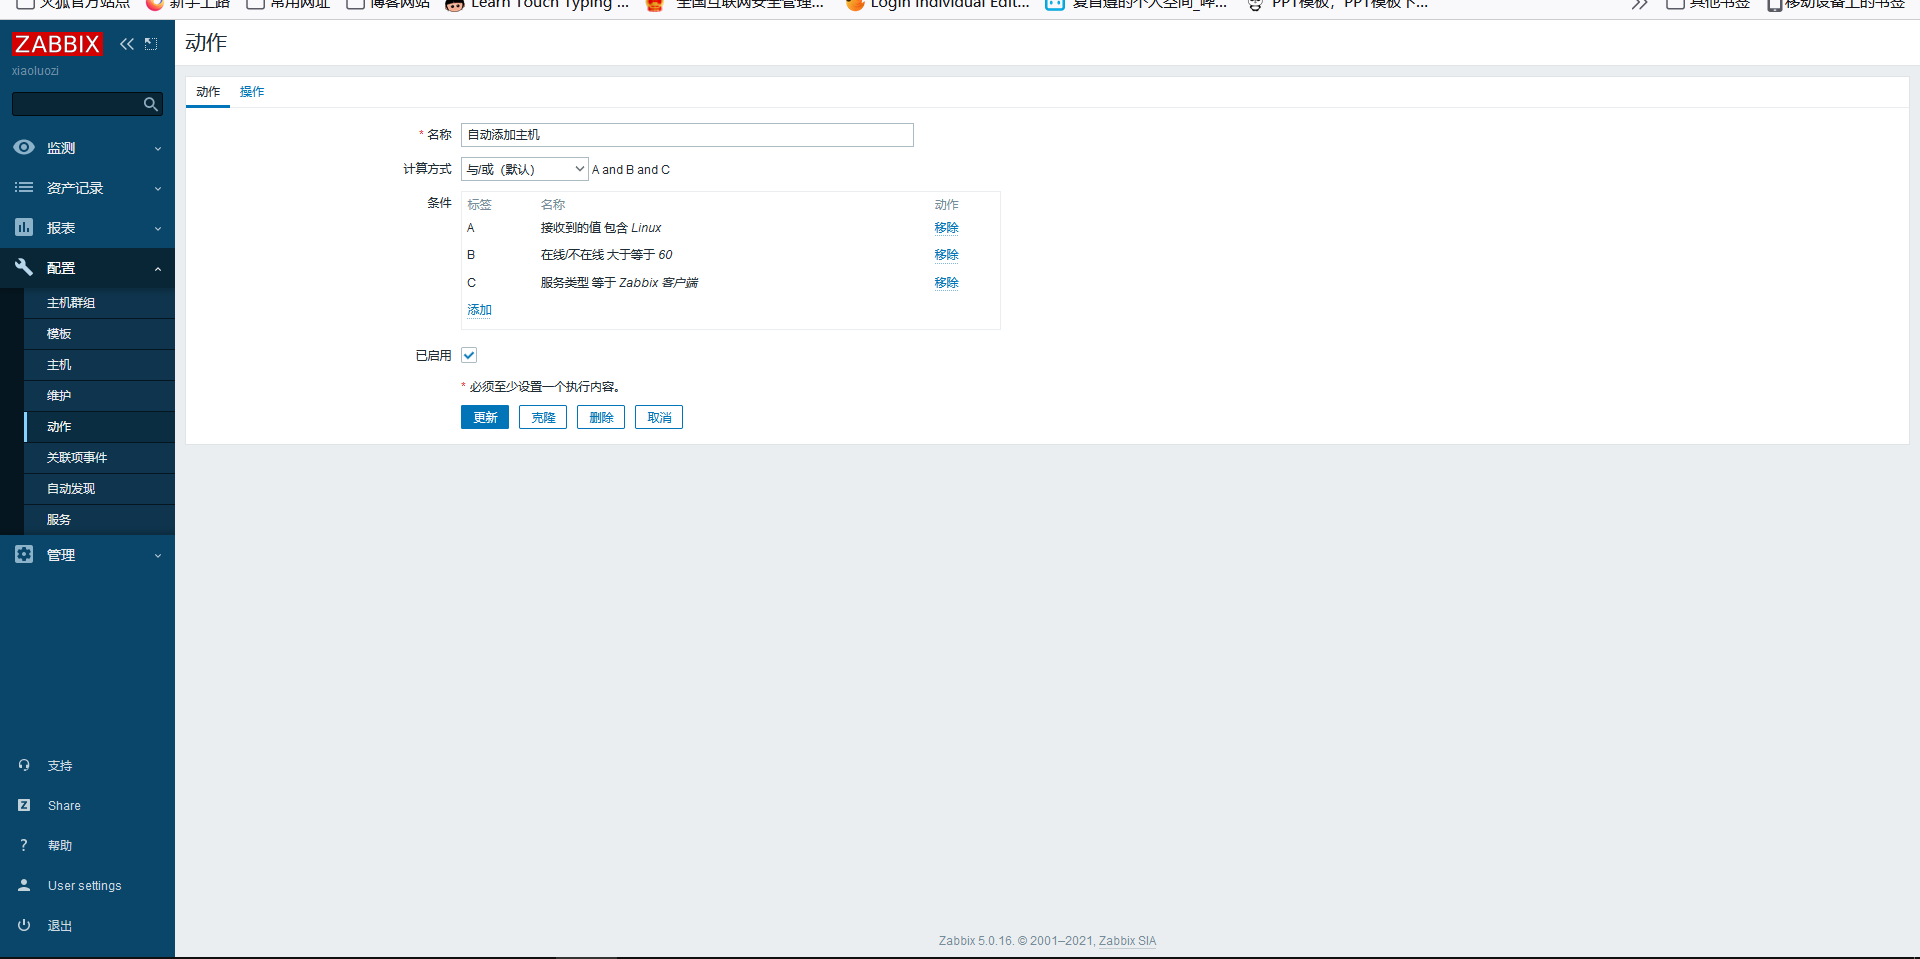 火狐官方站点 新手上路 常用网址 博客网站 Learn Touch Typing ... 全国互联网安全管理... Login Individual Edit... 爱自遵的个人空间_哔... PPT模板，PPT模板下... 其他书签 移动设备上的书签
ZABBIX
xiaoluozi
监测
资产记录
报表
配置
主机群组
模板
主机
维护
动作
关联项事件
自动发现
服务
管理
支持
Share
? 帮助
User settings
退出
动作
动作 操作
* 名称 自动添加主机
计算方式 与/或（默认） A and B and C
条件 标签 名称 动作
A 接收到的值 包含 Linux 移除
B 在线/不在线 大于等于 60 移除
C 服务类型 等于 Zabbix 客户端 移除
添加
已启用
* 必须至少设置一个执行内容。
更新 克隆 删除 取消
Zabbix 5.0.16. © 2001–2021, Zabbix SIA